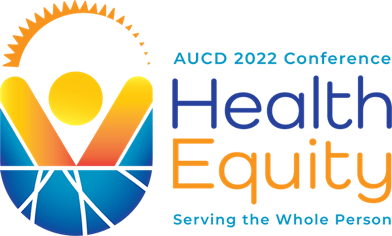 AUCD 2022 Conference
Health
Equity
Serving the Whole Person